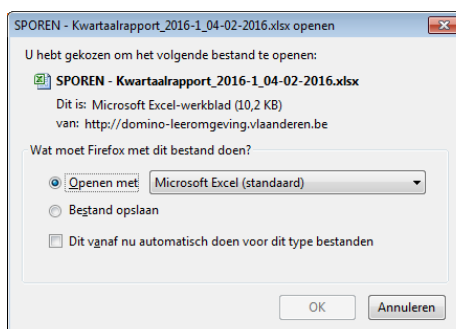 SPOREN - Kwartaalrapport_2016-1_04-02-2016.xlsx openen
U hebt gekozen om het volgende bestand te openen:
SPOREN - Kwartaalrapport_2016-1_04-02-2016.xlsx
Dit is: Microsoft Excel-werkblad (10,2 KB)
van: http://domino-leeromgeving.vlaanderen.be
Wat moet Firefox met dit bestand doen?
Openen met Microsoft Excel (standaard)
Bestand opslaan
Dit vanaf nu automatisch doen voor dit type bestanden
OK Annuleren